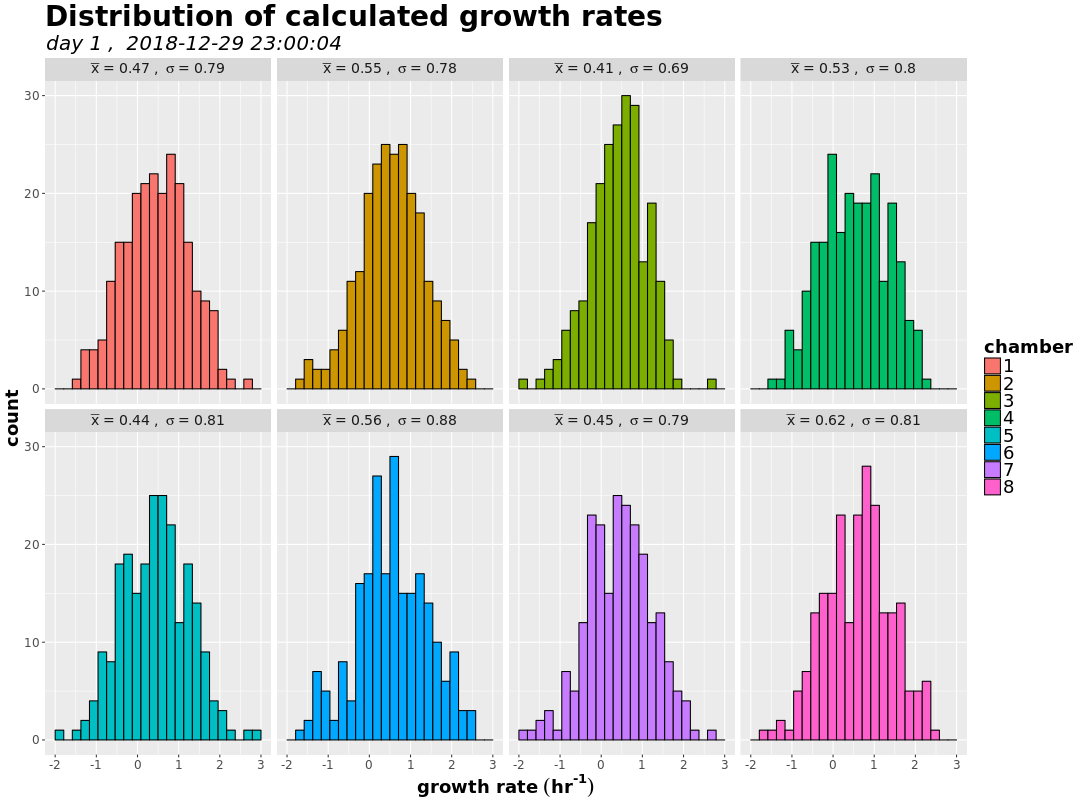 Distribution of calculated growth rates
day 1 ,  2018-12-29 23:00:04
x̅ = 0.47 ,  σ = 0.79
x̅ = 0.55 ,  σ = 0.78
x̅ = 0.41 ,  σ = 0.69
x̅ = 0.53 ,  σ = 0.8
30
20
10
0
x̅ = 0.44 ,  σ = 0.81
x̅ = 0.56 ,  σ = 0.88
x̅ = 0.45 ,  σ = 0.79
x̅ = 0.62 ,  σ = 0.81
30
20
10
0
-2 -1 0 1 2 3
-2 -1 0 1 2 3
-2 -1 0 1 2 3
-2 -1 0 1 2 3
count
growth rate (hr⁻¹)
chamber
1
2
3
4
5
6
7
8